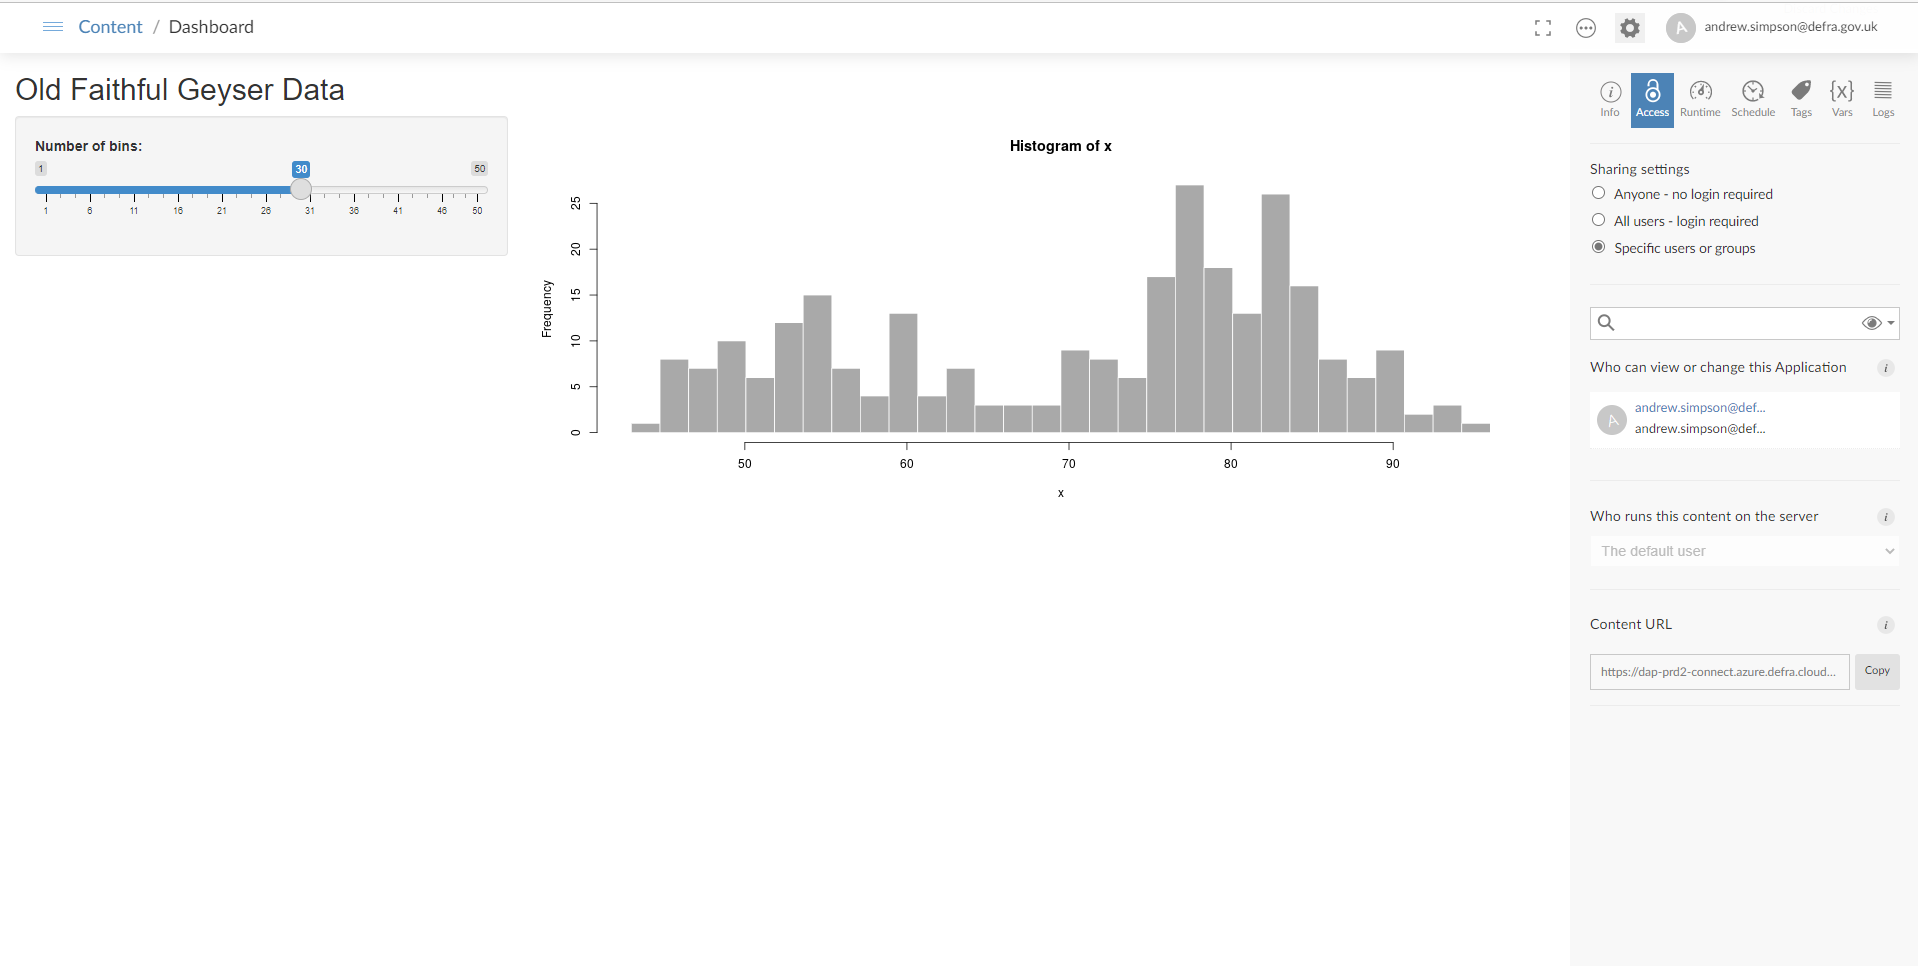 Content / Dashboard
A andrew.simpson@defra.gov.uk
Old Faithful Geyser Data
Number of bins:
1 30 50
1 6 11 16 21 26 31 36 41 46 50
Histogram of x
Frequency
0 5 10 15 20 25
50 60 70 80 90
x
i {x}
Info Access Runtime Schedule Tags Vars Logs
Sharing settings
Anyone - no login required
All users - login required
Specific users or groups
Who can view or change this Application i
A
andrew.simpson@def...
andrew.simpson@def...
Who runs this content on the server i
The default user
Content URL i
https://dap-prd2-connect.azure.defra.cloud... Copy